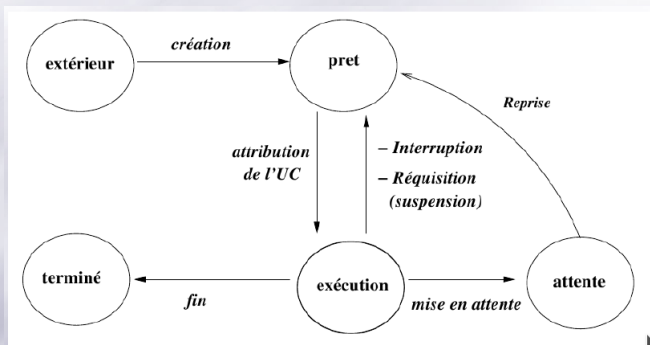 création
extérieur
pret
Reprise
attribution
de l'UC
– Interruption
– Réquisition
(suspension)
terminé
fin
exécution
mise en attente
attente